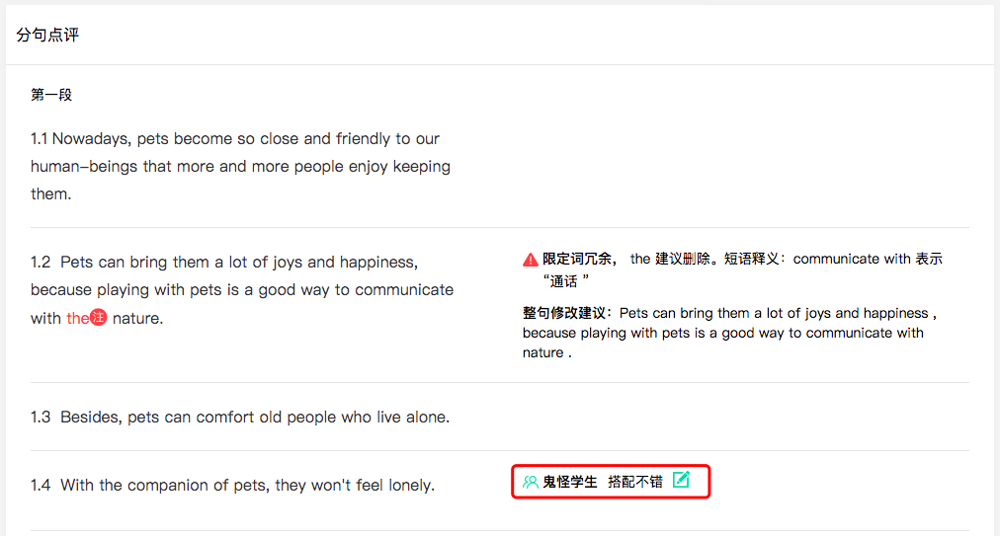 分句点评
第一段
1.1 Nowadays, pets become so close and friendly to our
human-beings that more and more people enjoy keeping
them.
1.2 Pets can bring them a lot of joys and happiness,
because playing with pets is a good way to communicate
with the注 nature.
限定词冗余， the 建议删除。短语释义：communicate with 表示
“通话 ”
整句修改建议：Pets can bring them a lot of joys and happiness ,
because playing with pets is a good way to communicate with
nature .
1.3 Besides, pets can comfort old people who live alone.
1.4 With the companion of pets, they won't feel lonely.
鬼怪学生 搭配不错